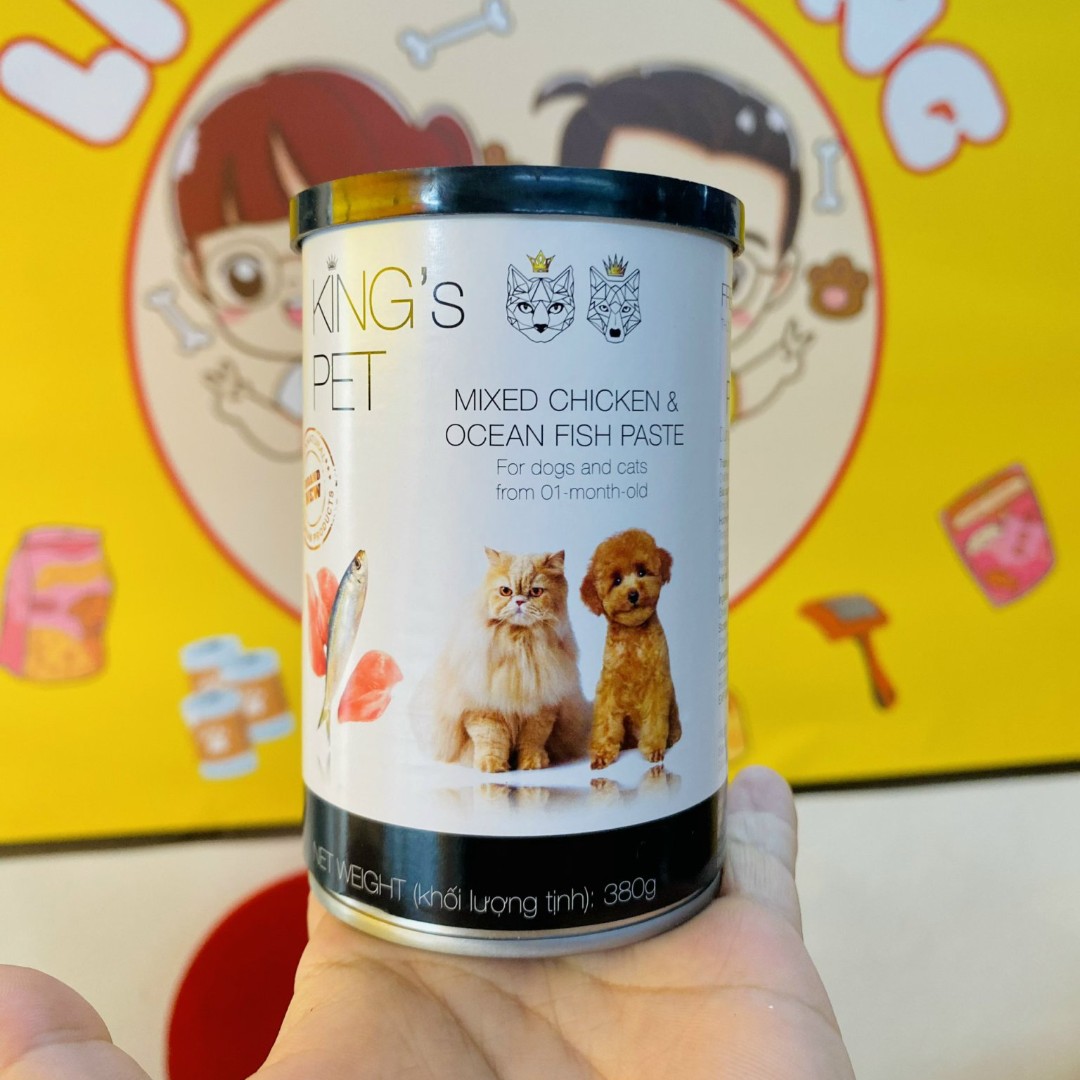 KING's
PET
MIXED CHICKEN &
OCEAN FISH PASTE
For dogs and cats
from 01-month-old
NET WEIGHT (khối lượng tịnh): 380g